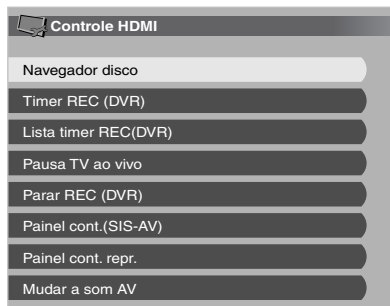 Controle HDMI
Navegador disco
Timer REC (DVR)
Lista timer REC(DVR)
Pausa TV ao vivo
Parar REC (DVR)
Painel cont.(SIS-AV)
Painel cont. repr.
Mudar a som AV